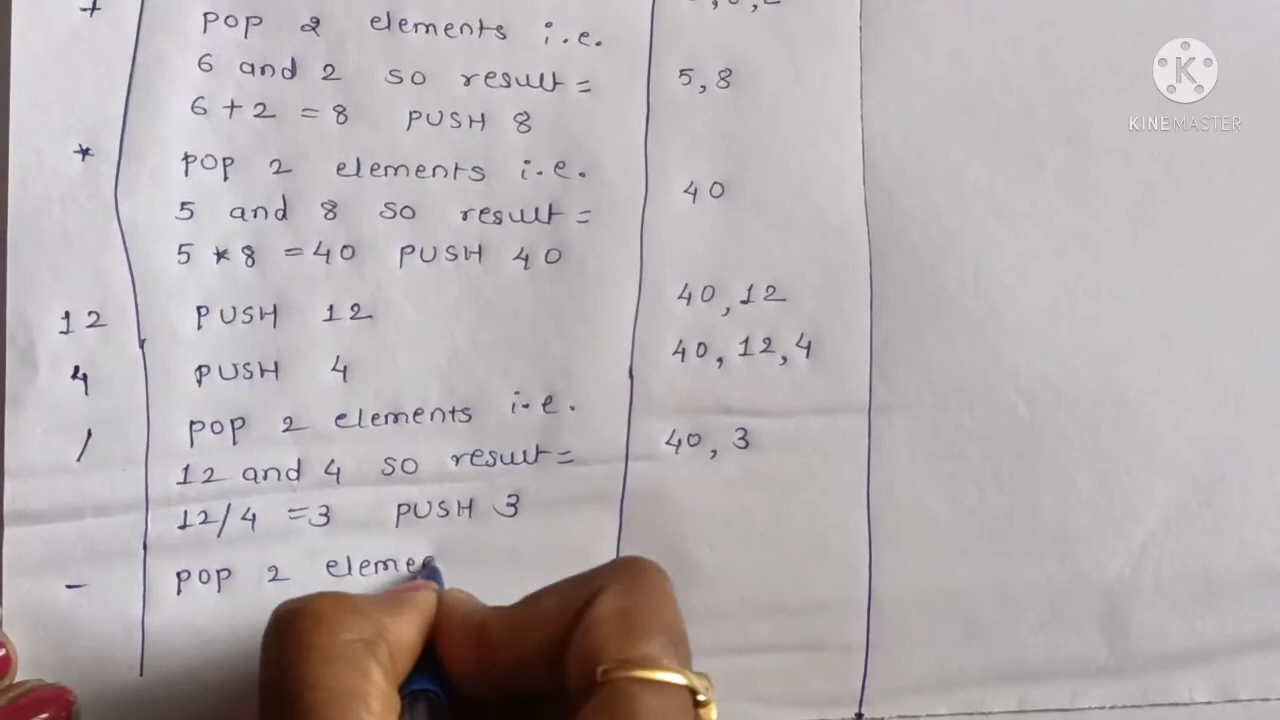 +
POP 2 elements i.e.
6 and 2 so result =
6 + 2 = 8 PUSH 8
5, 8
*
POP 2 elements i.e.
5 and 8 so result =
5 * 8 = 40 PUSH 40
40
12 PUSH 12 40, 12
4 PUSH 4 40, 12, 4
/
POP 2 elements i.e.
12 and 4 so result =
12/4 = 3 PUSH 3
40, 3
- POP 2 eleme
KINEMASTER